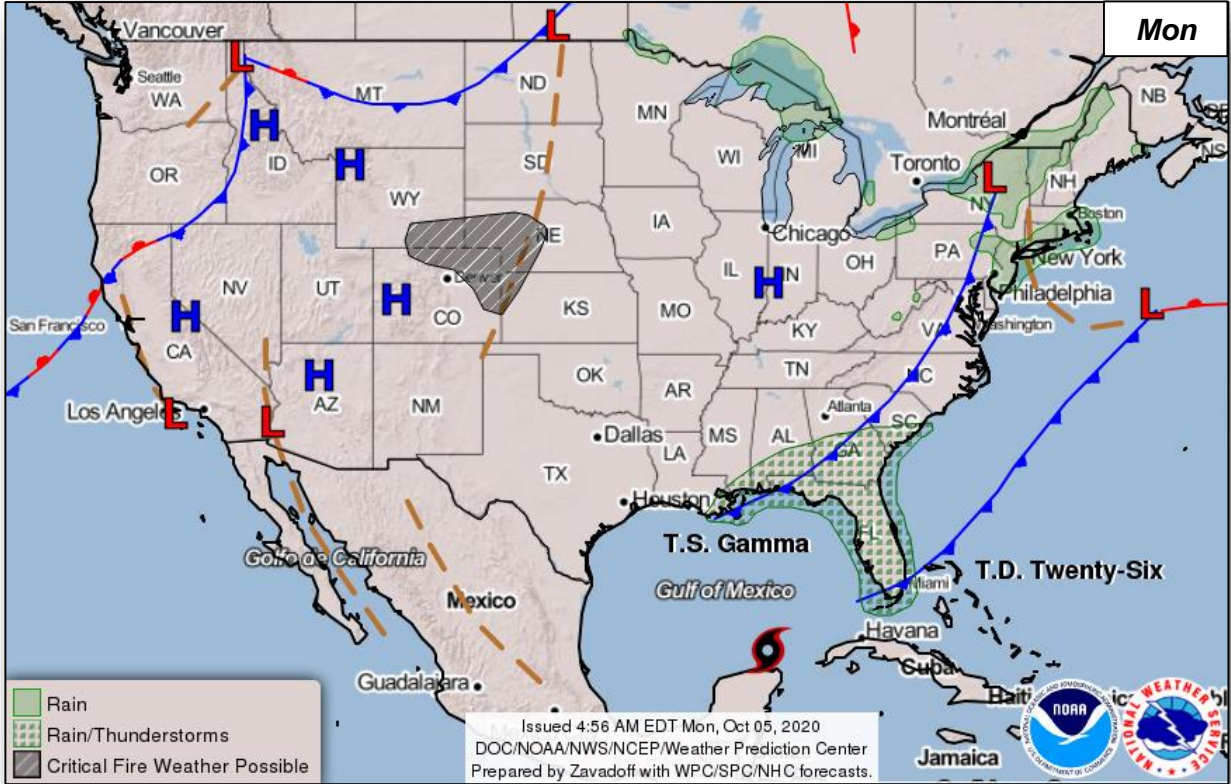 Mon
Vancouver
L
L
Seattle
WA
MT
ND
MN
NB
Montréal
H
ID
H
OR
WY
SD
WI
MI
Toronto
L
NY
NH
NS
Boston
IA
NE
Chicago
PA
New York
Denver
IL
H
IN
OH
Philadelphia
NV
UT
H
CO
KS
MO
KY
VA
Washington
L
San Francisco
H
CA
H
AZ
NM
OK
AR
TN
NC
Los Angeles
L
L
Dallas
LA
MS
AL
Atlanta
GA
SC
TX
Houston
T.S. Gamma
FL
T.D. Twenty-Six
Golfo de California
Gulf of Mexico
Miami
Mexico
Havana
Cuba
Guadalajara
Haiti
Jamaica
Rain
Rain/Thunderstorms
Critical Fire Weather Possible
Issued 4:56 AM EDT Mon, Oct 05, 2020
DOC/NOAA/NWS/NCEP/Weather Prediction Center
Prepared by Zavadoff with WPC/SPC/NHC forecasts.
NOAA
NATIONAL WEATHER SERVICE